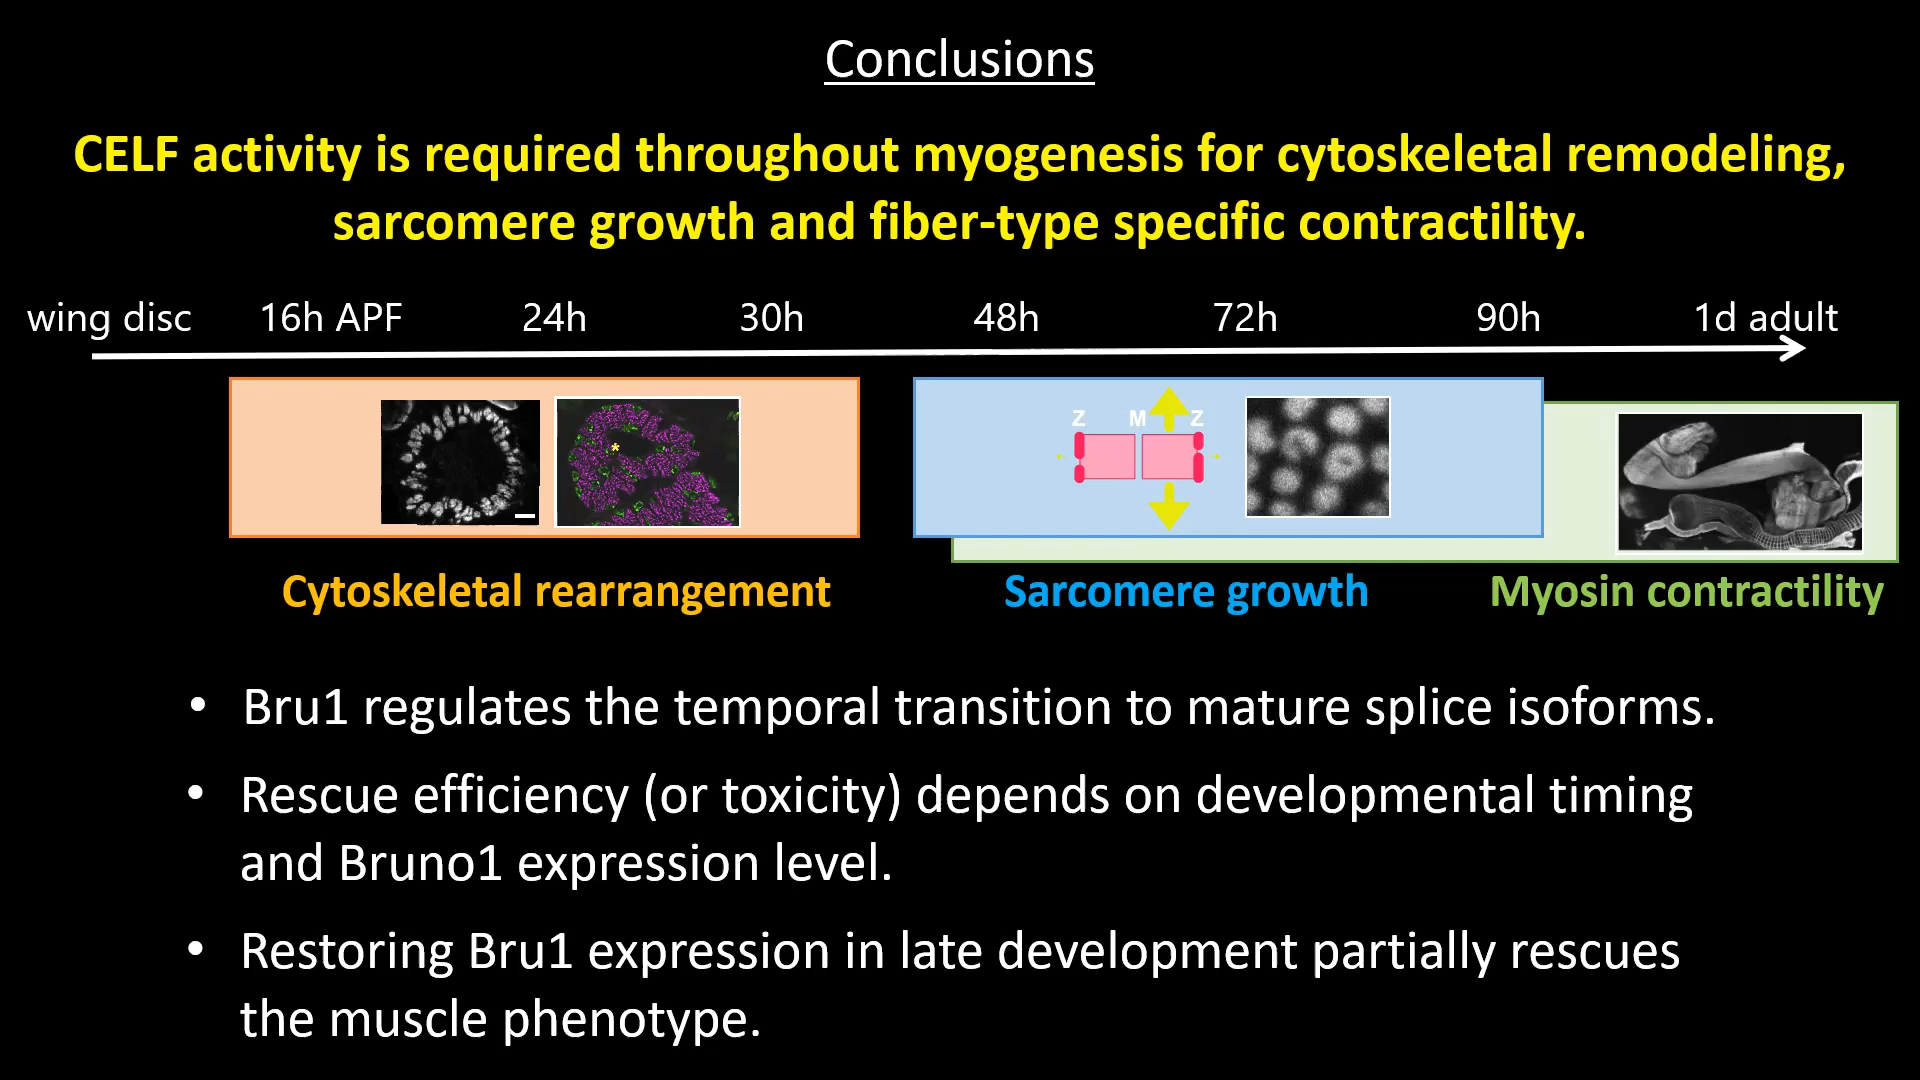 Conclusions
CELF activity is required throughout myogenesis for cytoskeletal remodeling,
sarcomere growth and fiber-type specific contractility.
wing disc 16h APF 24h 30h 48h 72h 90h 1d adult
Z M Z
*
Cytoskeletal rearrangement Sarcomere growth Myosin contractility
• Bru1 regulates the temporal transition to mature splice isoforms.
• Rescue efficiency (or toxicity) depends on developmental timing
and Bruno1 expression level.
• Restoring Bru1 expression in late development partially rescues
the muscle phenotype.